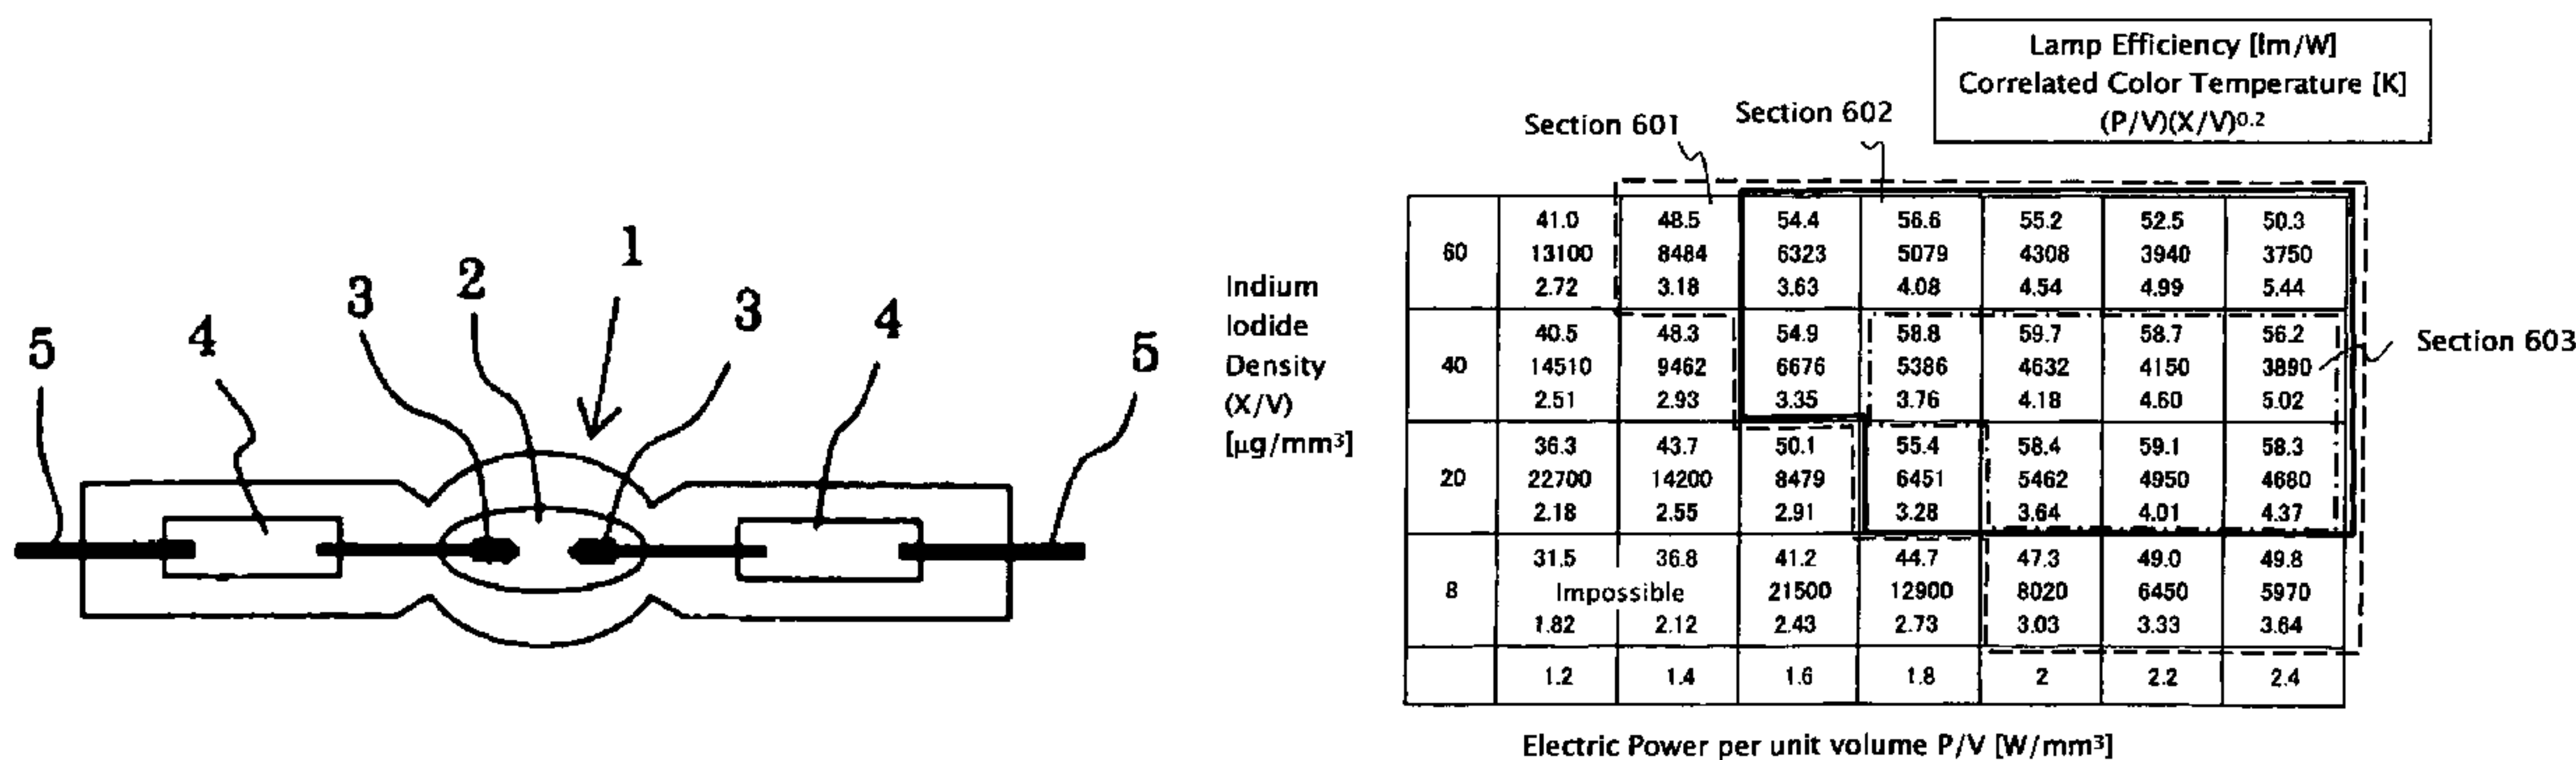 1
2
3
3
4
4
5
5
Lamp Efficiency [lm/W]
Correlated Color Temperature [K]
(P/V)(X/V)0.2
Section 601
Section 602
Section 603
Indium
Iodide
Density
(X/V)
[μg/mm³]
60
41.0 48.5 54.4 56.6 55.2 52.5 50.3
13100 8484 6323 5079 4308 3940 3750
2.72 3.18 3.63 4.08 4.54 4.99 5.44
40
40.5 48.3 54.9 58.8 59.7 58.7 56.2
14510 9462 6676 5386 4632 4150 3890
2.51 2.93 3.35 3.76 4.18 4.60 5.02
20
36.3 43.7 50.1 55.4 58.4 59.1 58.3
22700 14200 8479 6451 5462 4950 4680
2.18 2.55 2.91 3.28 3.64 4.01 4.37
8
31.5 36.8 41.2 44.7 47.3 49.0 49.8
Impossible 21500 12900 8020 6450 5970
1.82 2.12 2.43 2.73 3.03 3.33 3.64
1.2 1.4 1.6 1.8 2 2.2 2.4
Electric Power per unit volume P/V [W/mm³]